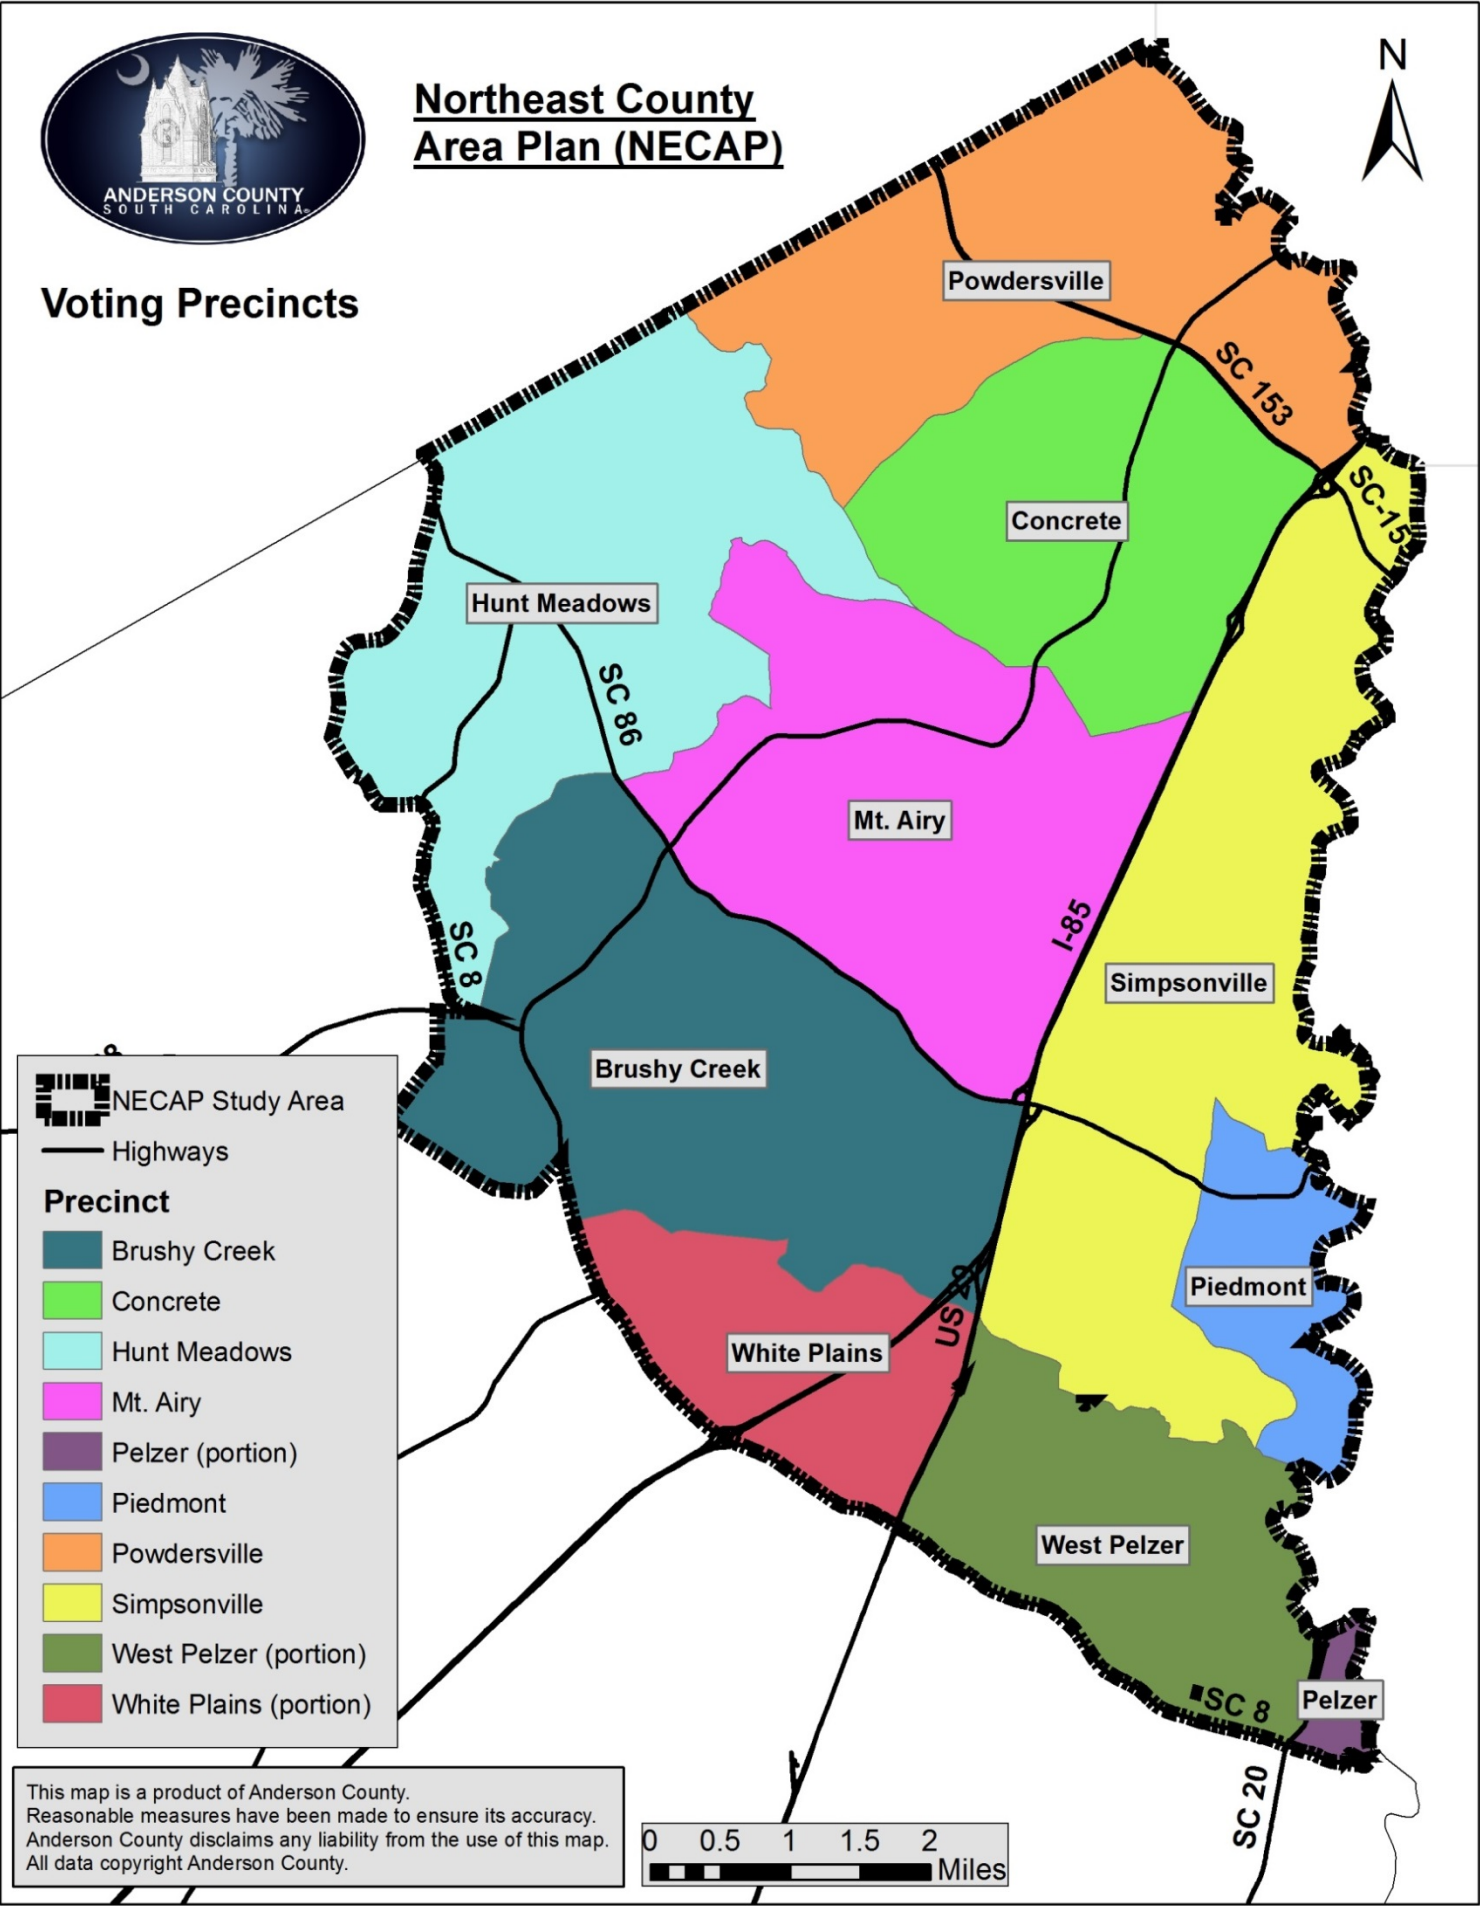 Northeast County
Area Plan (NECAP)
N
ANDERSON COUNTY
SOUTH CAROLINA
Voting Precincts
Powdersville
SC 153
SC-15
Concrete
Hunt Meadows
SC 86
Mt. Airy
I-85
SC 8
Simpsonville
Brushy Creek
Piedmont
US 29
White Plains
West Pelzer
SC 8
Pelzer
SC 20
NECAP Study Area
Highways
Precinct
Brushy Creek
Concrete
Hunt Meadows
Mt. Airy
Pelzer (portion)
Piedmont
Powdersville
Simpsonville
West Pelzer (portion)
White Plains (portion)
This map is a product of Anderson County.
Reasonable measures have been made to ensure its accuracy.
Anderson County disclaims any liability from the use of this map.
All data copyright Anderson County.
0 0.5 1 1.5 2
Miles